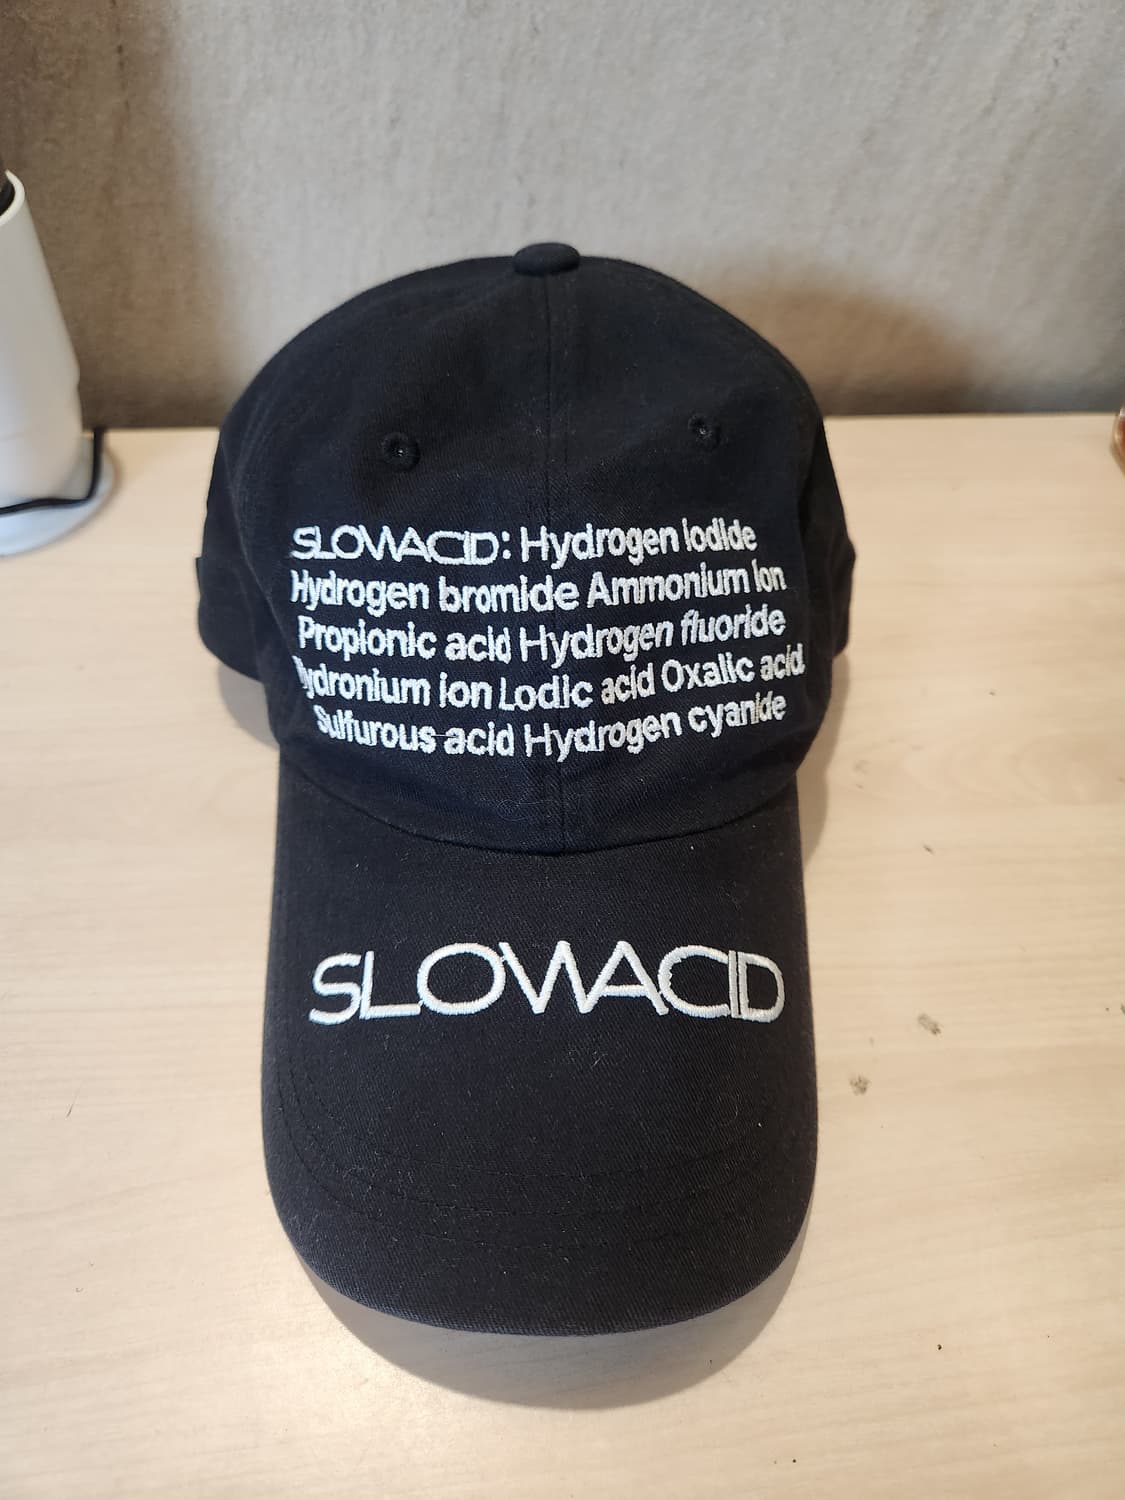 SLOWACID: Hydrogen iodide
Hydrogen bromide Ammonium ion
Propionic acid Hydrogen fluoride
Hydronium ion Lodic acid Oxalic acid
Sulfurous acid Hydrogen cyanide
SLOWACID